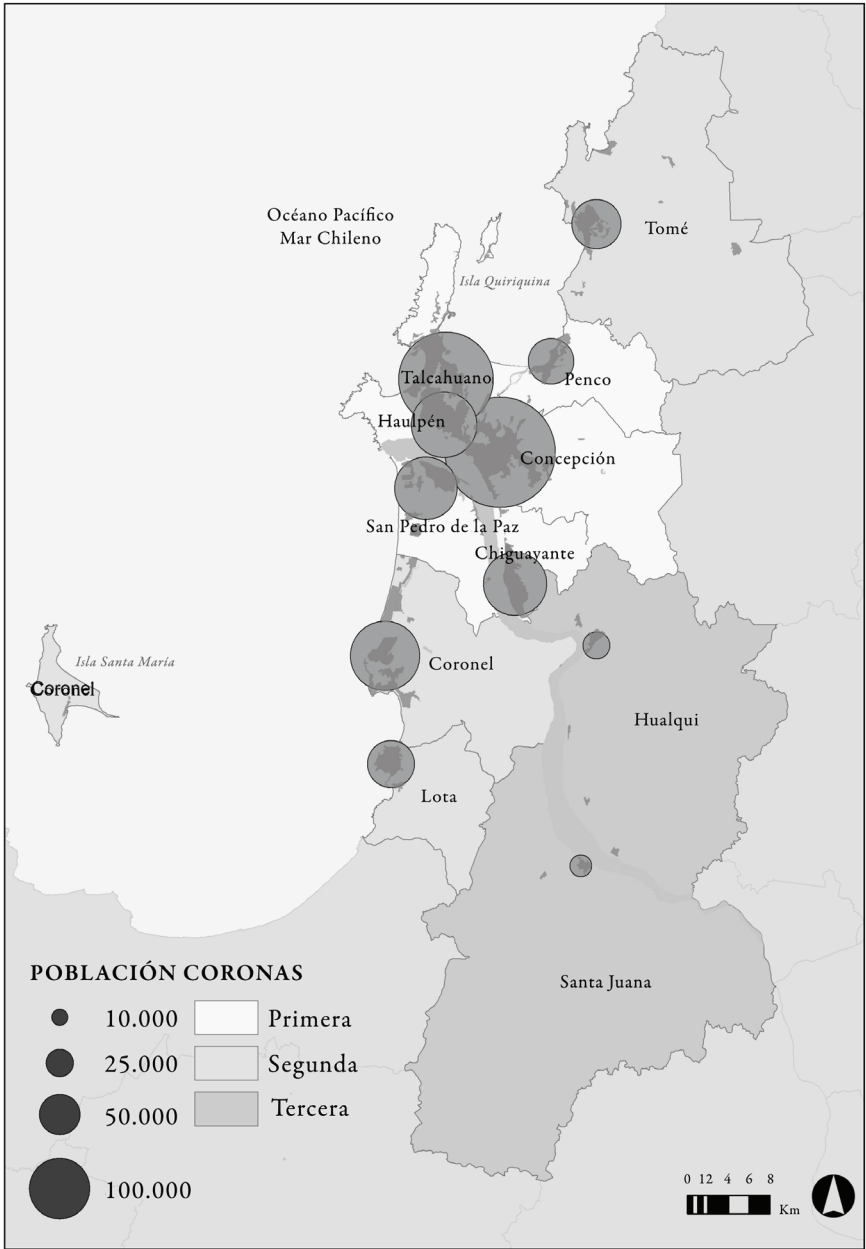 Océano Pacífico
Mar Chileno
Tomé
Isla Quiriquina
Talcahuano
Penco
Haulpén
Concepción
San Pedro de la Paz
Chiguayante
Isla Santa María
Coronel
Coronel
Hualqui
Lota
Santa Juana
POBLACIÓN CORONAS
10.000 Primera
25.000 Segunda
50.000 Tercera
100.000
0 12 4 6 8
Km